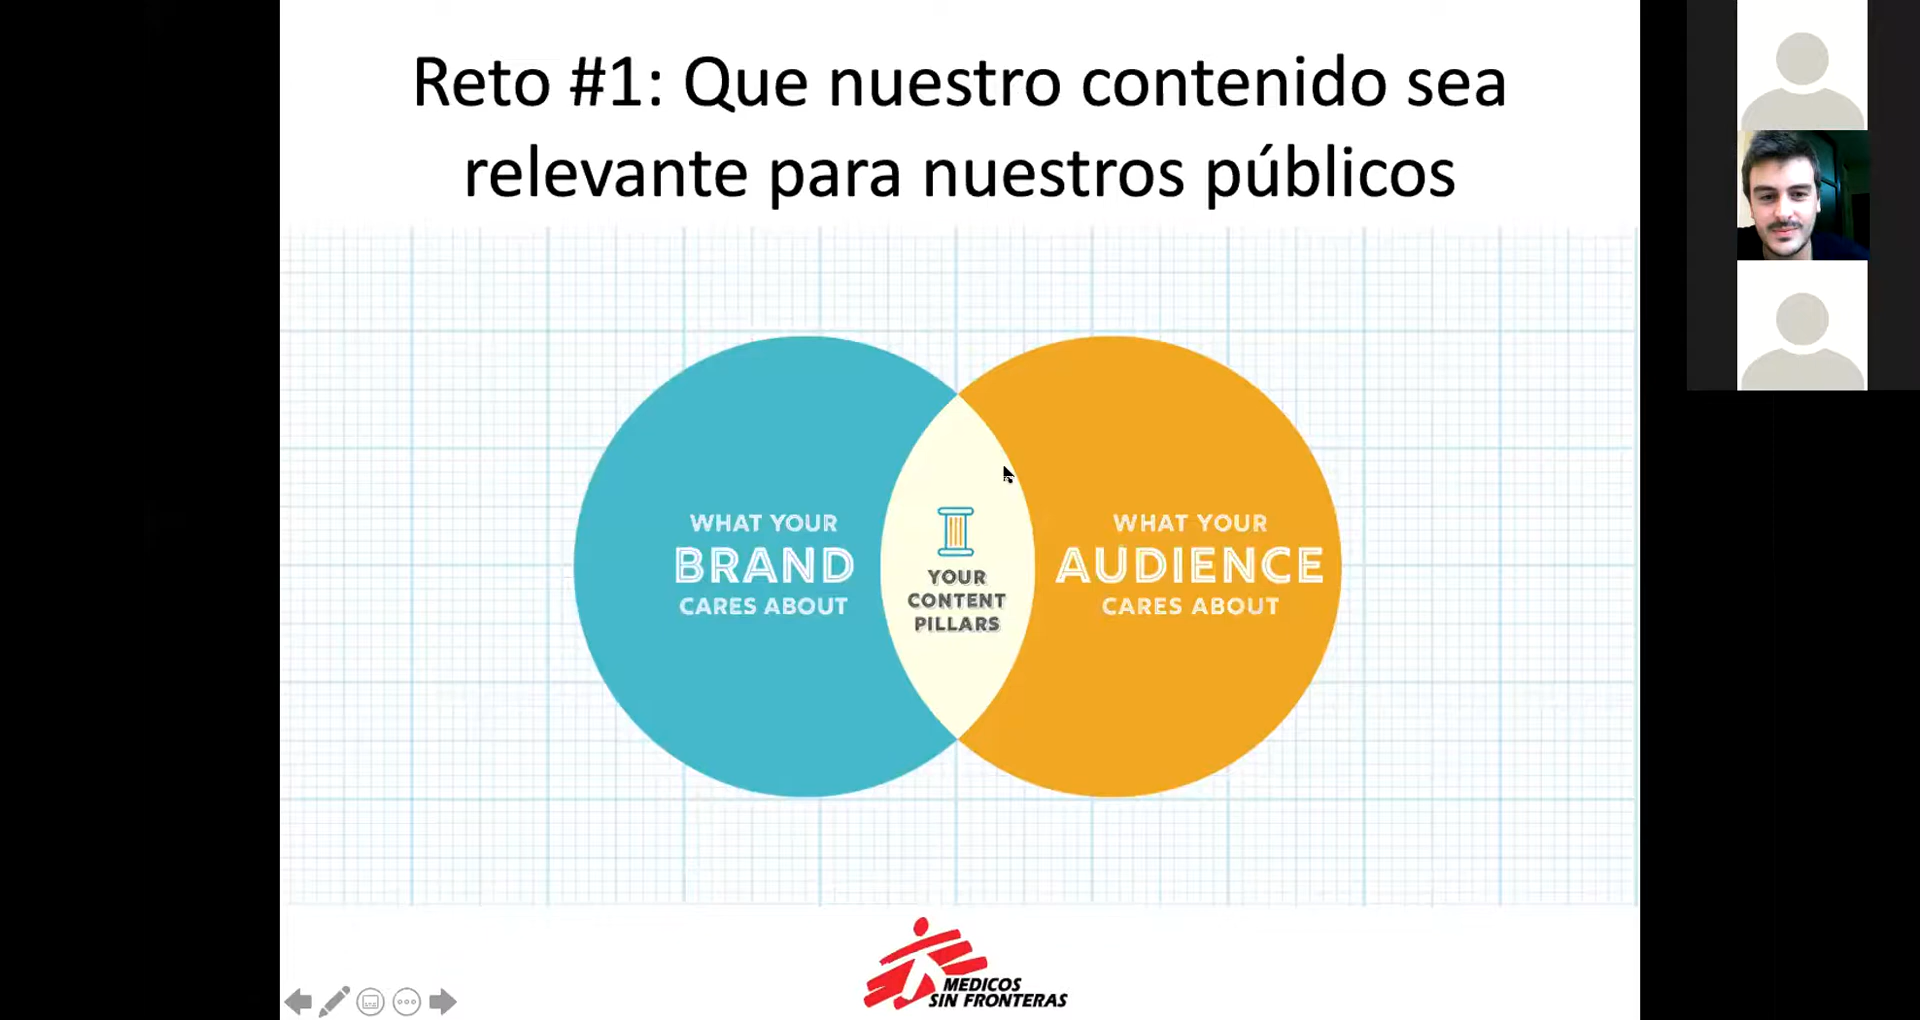 Reto #1: Que nuestro contenido sea
relevante para nuestros públicos
WHAT YOUR
BRAND
CARES ABOUT
YOUR
CONTENT
PILLARS
WHAT YOUR
AUDIENCE
CARES ABOUT
MEDICOS
SIN FRONTERAS